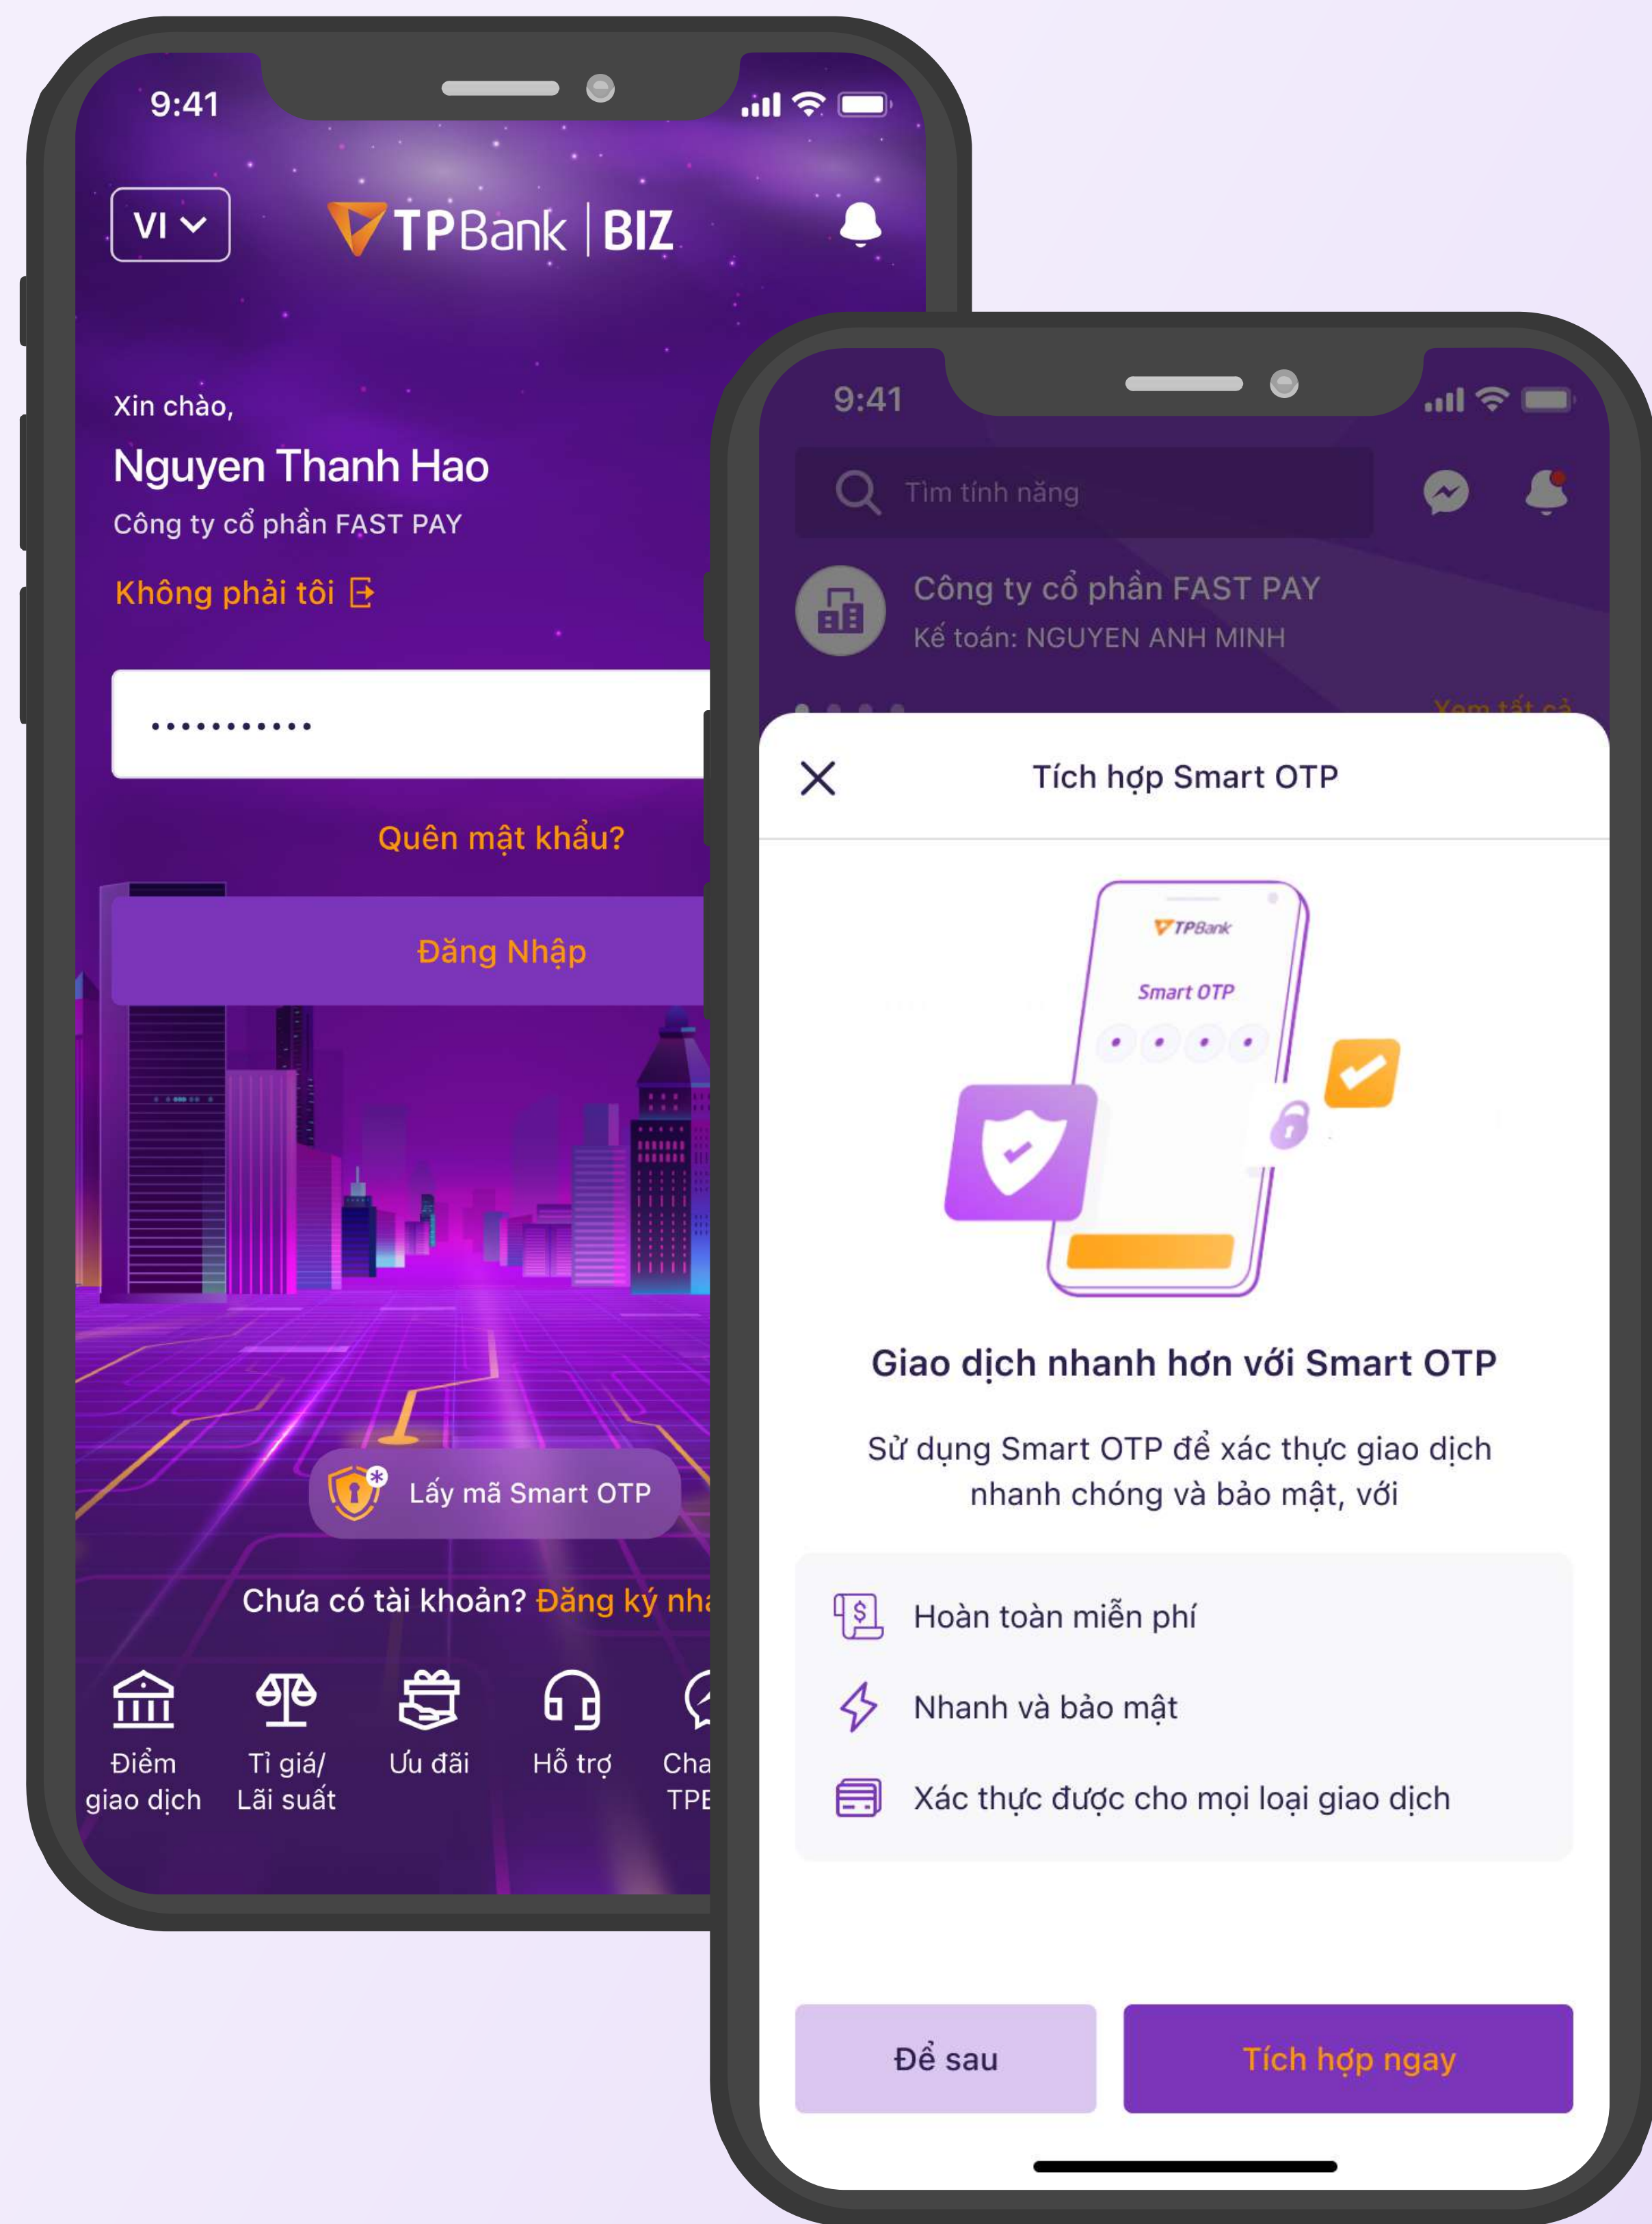 9:41
VI
TPBank | BIZ
Xin chào,
Nguyen Thanh Hao
Công ty cổ phần FAST PAY
Không phải tôi
Quên mật khẩu?
Đăng Nhập
Lấy mã Smart OTP
Chưa có tài khoản? Đăng ký
Điểm
giao dịch
Tỉ giá/
Lãi suất
Ưu đãi
Hỗ trợ
9:41
Tìm tính năng
Công ty cổ phần FAST PAY
Kế toán: NGUYEN ANH MINH
Xem tất cả
Tích hợp Smart OTP
TPBank
Smart OTP
Giao dịch nhanh hơn với Smart OTP
Sử dụng Smart OTP để xác thực giao dịch
nhanh chóng và bảo mật, với
Hoàn toàn miễn phí
Nhanh và bảo mật
Xác thực được cho mọi loại giao dịch
Để sau
Tích hợp ngay